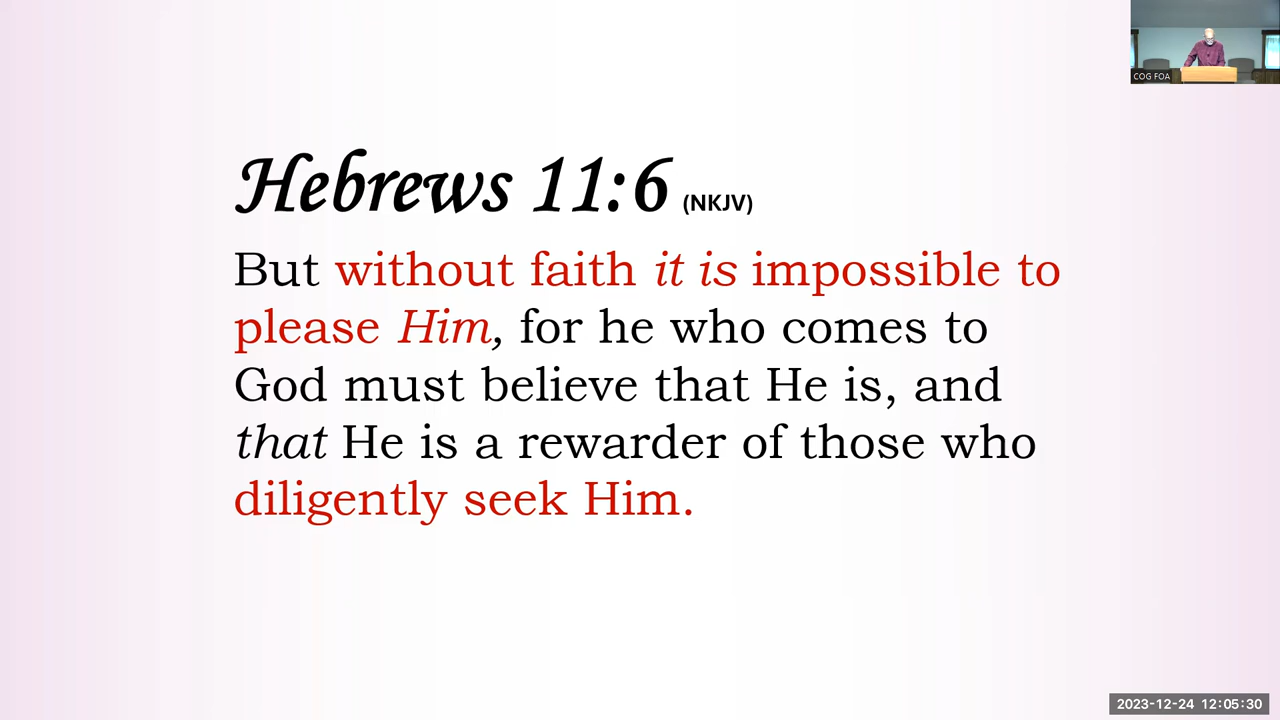 COG FOA
Hebrews 11:6 (NKJV)
But without faith it is impossible to
please Him, for he who comes to
God must believe that He is, and
that He is a rewarder of those who
diligently seek Him.
2023-12-24 12:05:30